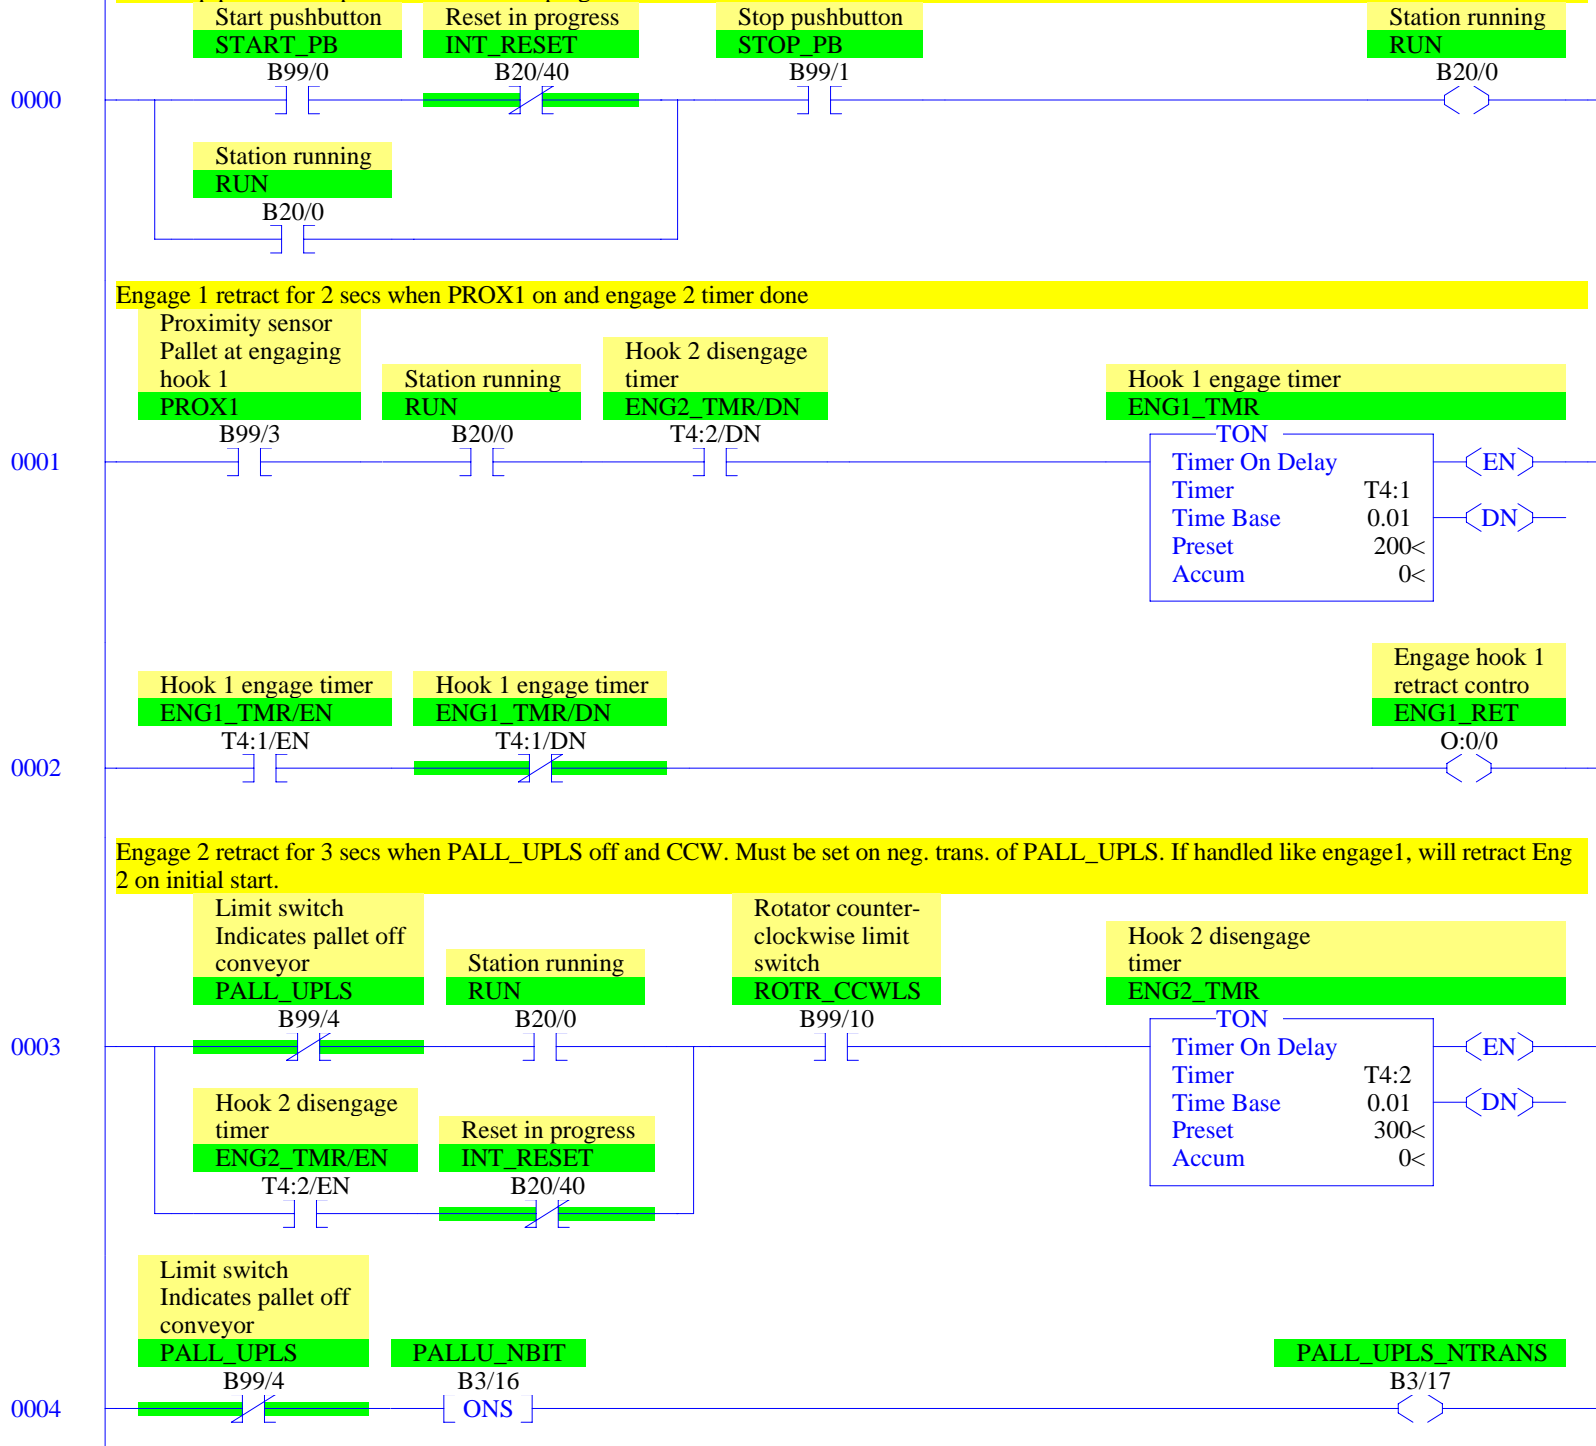 Start pushbutton
START_PB
B99/0
Reset in progress
INT_RESET
B20/40
Stop pushbutton
STOP_PB
B99/1
Station running
RUN
B20/0
0000
Station running
RUN
B20/0
Engage 1 retract for 2 secs when PROX1 on and engage 2 timer done
Proximity sensor
Pallet at engaging
hook 1
PROX1
B99/3
Station running
RUN
B20/0
Hook 2 disengage
timer
ENG2_TMR/DN
T4:2/DN
Hook 1 engage timer
ENG1_TMR
0001
TON
Timer On Delay
Timer T4:1
Time Base 0.01
Preset 200<
Accum 0<
EN
DN
Hook 1 engage timer
ENG1_TMR/EN
T4:1/EN
Hook 1 engage timer
ENG1_TMR/DN
T4:1/DN
Engage hook 1
retract contro
ENG1_RET
O:0/0
0002
Engage 2 retract for 3 secs when PALL_UPLS off and CCW. Must be set on neg. trans. of PALL_UPLS. If handled like engage1, will retract Eng
2 on initial start.
Limit switch
Indicates pallet off
conveyor
PALL_UPLS
B99/4
Station running
RUN
B20/0
Rotator counter-
clockwise limit
switch
ROTR_CCWLS
B99/10
Hook 2 disengage
timer
ENG2_TMR
0003
TON
Timer On Delay
Timer T4:2
Time Base 0.01
Preset 300<
Accum 0<
EN
DN
Hook 2 disengage
timer
ENG2_TMR/EN
T4:2/EN
Reset in progress
INT_RESET
B20/40
Limit switch
Indicates pallet off
conveyor
PALL_UPLS
B99/4
PALLU_NBIT
B3/16
ONS
PALL_UPLS_NTRANS
B3/17
0004